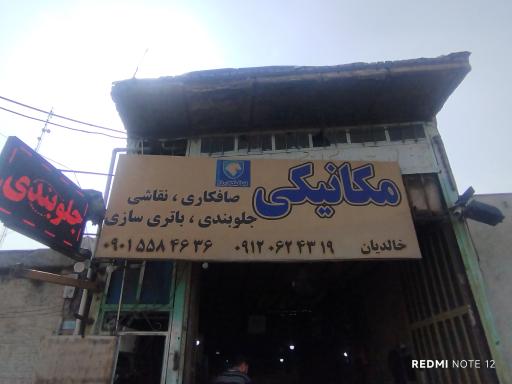 مکانیکی
صافکاری ، نقاشی
جلوبندی ، باتری سازی
خالدیان ۰۹۱۲۰۶۲۴۳۱۹ ۰۹۰۱۵۵۸۴۶۳۶
جلوبندی
REDMI NOTE 12